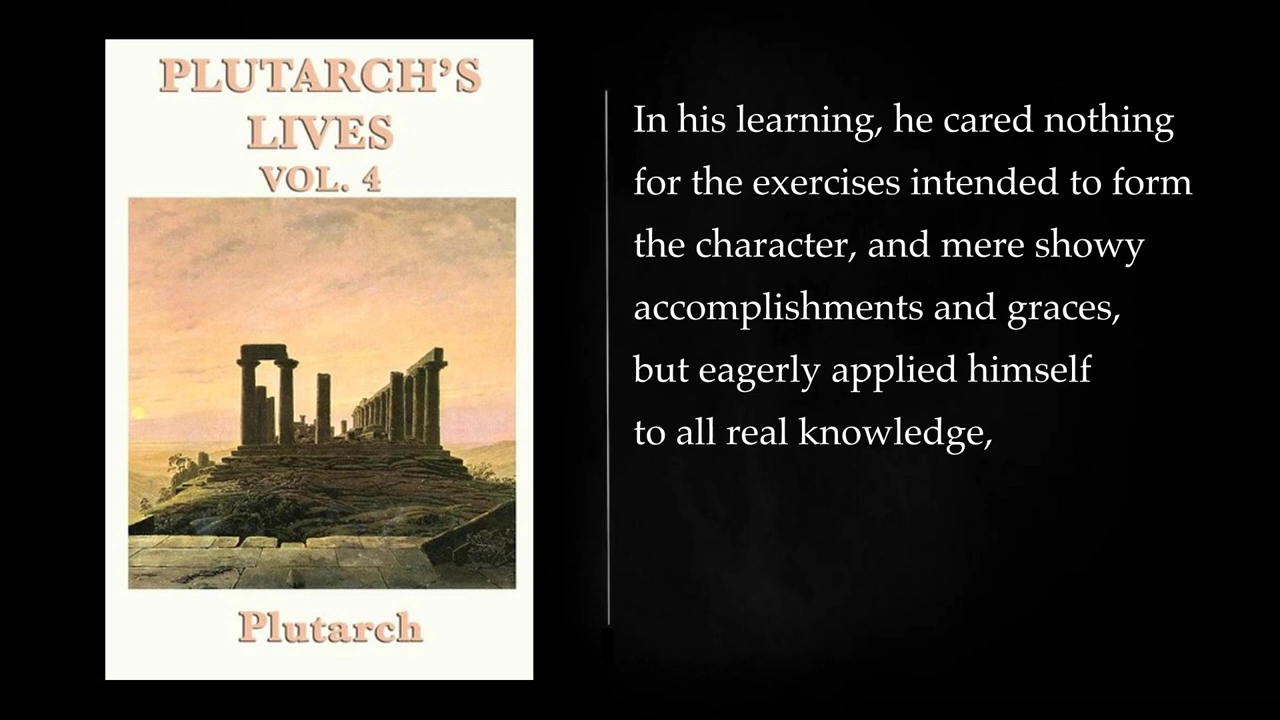 PLUTARCH'S
LIVES
VOL. 4
Plutarch
In his learning, he cared nothing
for the exercises intended to form
the character, and mere showy
accomplishments and graces,
but eagerly applied himself
to all real knowledge,